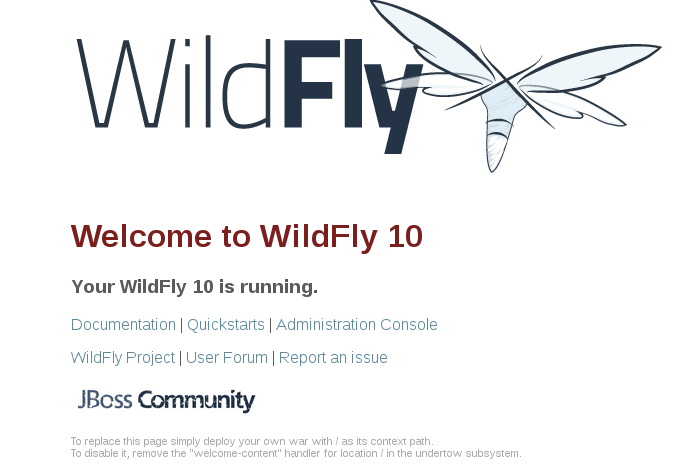 WildFly
Welcome to WildFly 10
Your WildFly 10 is running.
Documentation | Quickstarts | Administration Console
WildFly Project | User Forum | Report an issue
JBoss Community
To replace this page simply deploy your own war with / as its context path.
To disable it, remove the "welcome-content" handler for location / in the undertow subsystem.